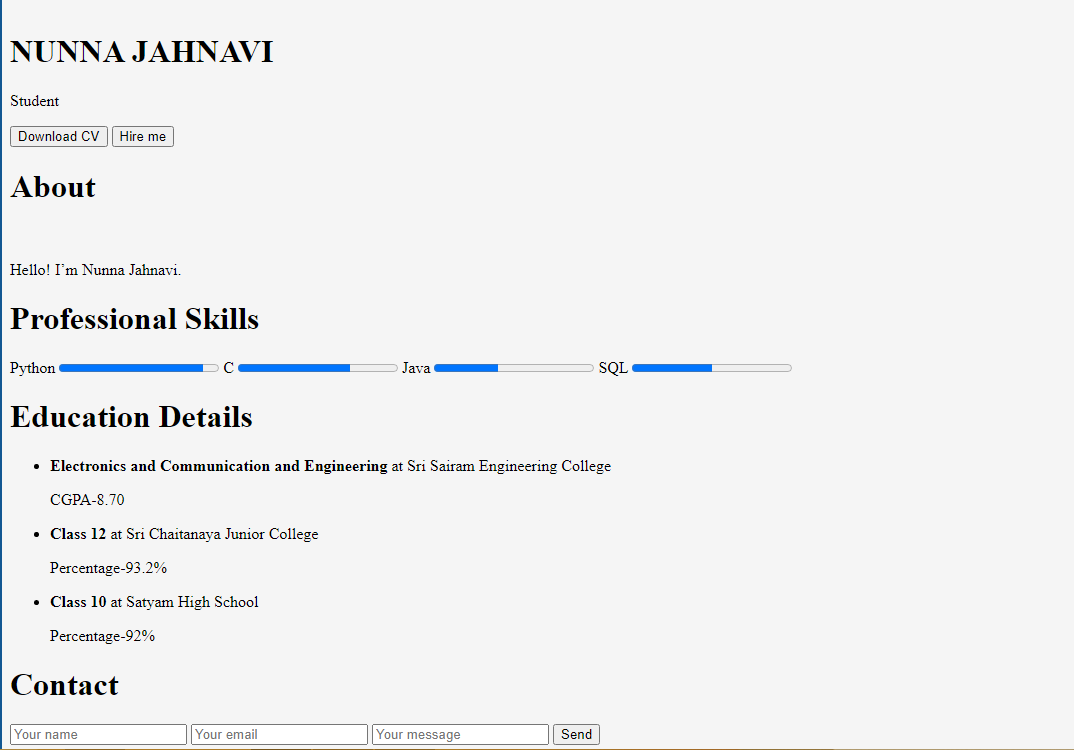 NUNNA JAHNAVI
Student
Download CV Hire me
About
Hello! I’m Nunna Jahnavi.
Professional Skills
Python C Java SQL
Education Details
• Electronics and Communication and Engineering at Sri Sairam Engineering College
CGPA-8.70
• Class 12 at Sri Chaitanaya Junior College
Percentage-93.2%
• Class 10 at Satyam High School
Percentage-92%
Contact
Your name Your email Your message Send